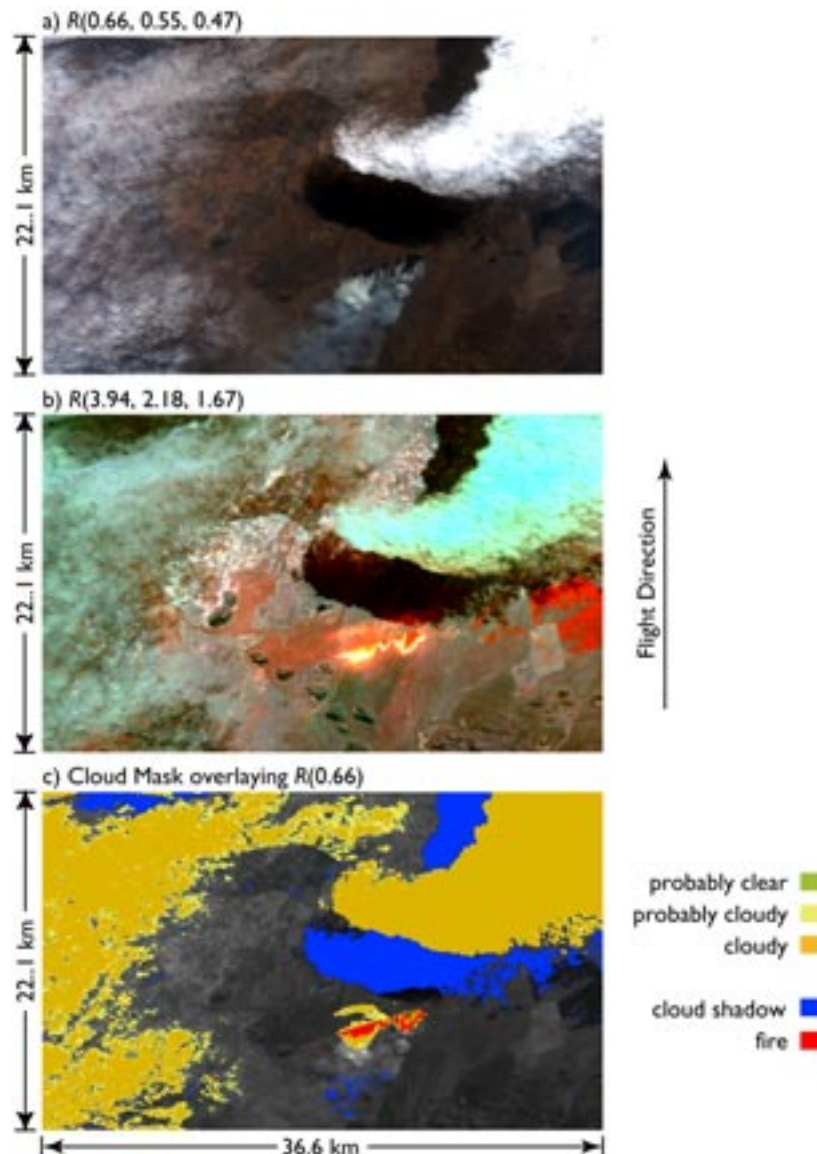 a) R(0.66, 0.55, 0.47)
22..1 km
b) R(3.94, 2.18, 1.67)
22..1 km
Flight Direction
c) Cloud Mask overlaying R(0.66)
22..1 km
probably clear
probably cloudy
cloudy
cloud shadow
fire
36.6 km